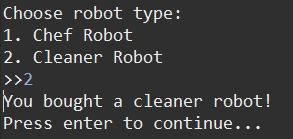 Choose robot type:
1. Chef Robot
2. Cleaner Robot
>>2
You bought a cleaner robot!
Press enter to continue...